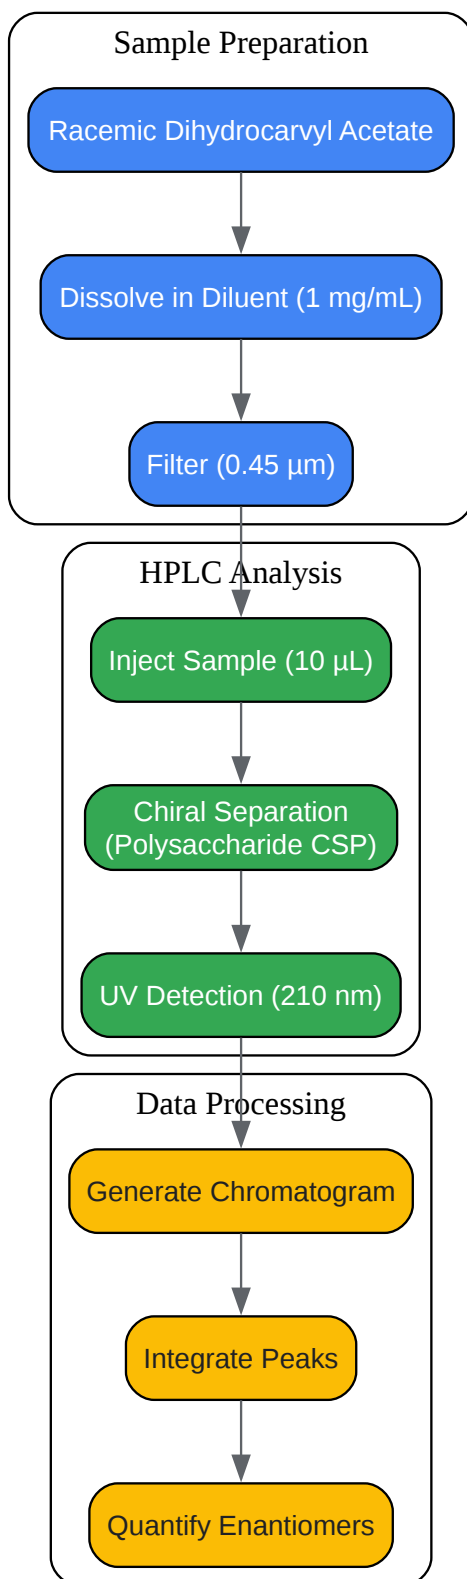 Sample Preparation
Racemic Dihydrocarvyl Acetate
Dissolve in Diluent (1 mg/mL)
Filter (0.45 µm)
HPLC Analysis
Inject Sample (10 µL)
Chiral Separation
(Polysaccharide CSP)
UV Detection (210 nm)
Data Processing
Generate Chromatogram
Integrate Peaks
Quantify Enantiomers